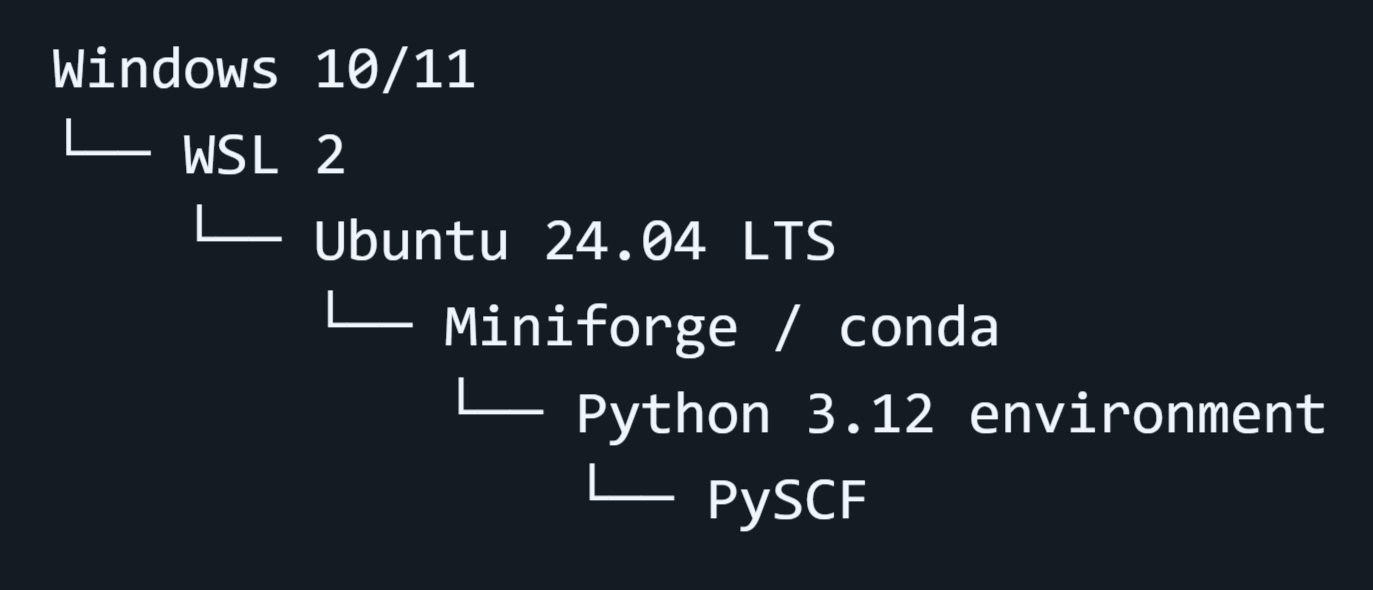 Windows 10/11
└── WSL 2
    └── Ubuntu 24.04 LTS
        └── Miniforge / conda
            └── Python 3.12 environment
                └── PySCF